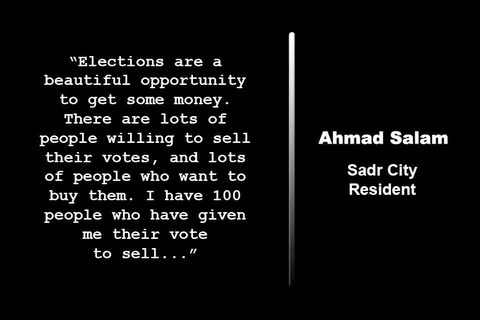 “Elections are a
beautiful opportunity
to get some money.
There are lots of
people willing to sell
their votes, and lots
of people who want to
buy them. I have 100
people who have given
me their vote
to sell...”
Ahmad Salam
Sadr City
Resident